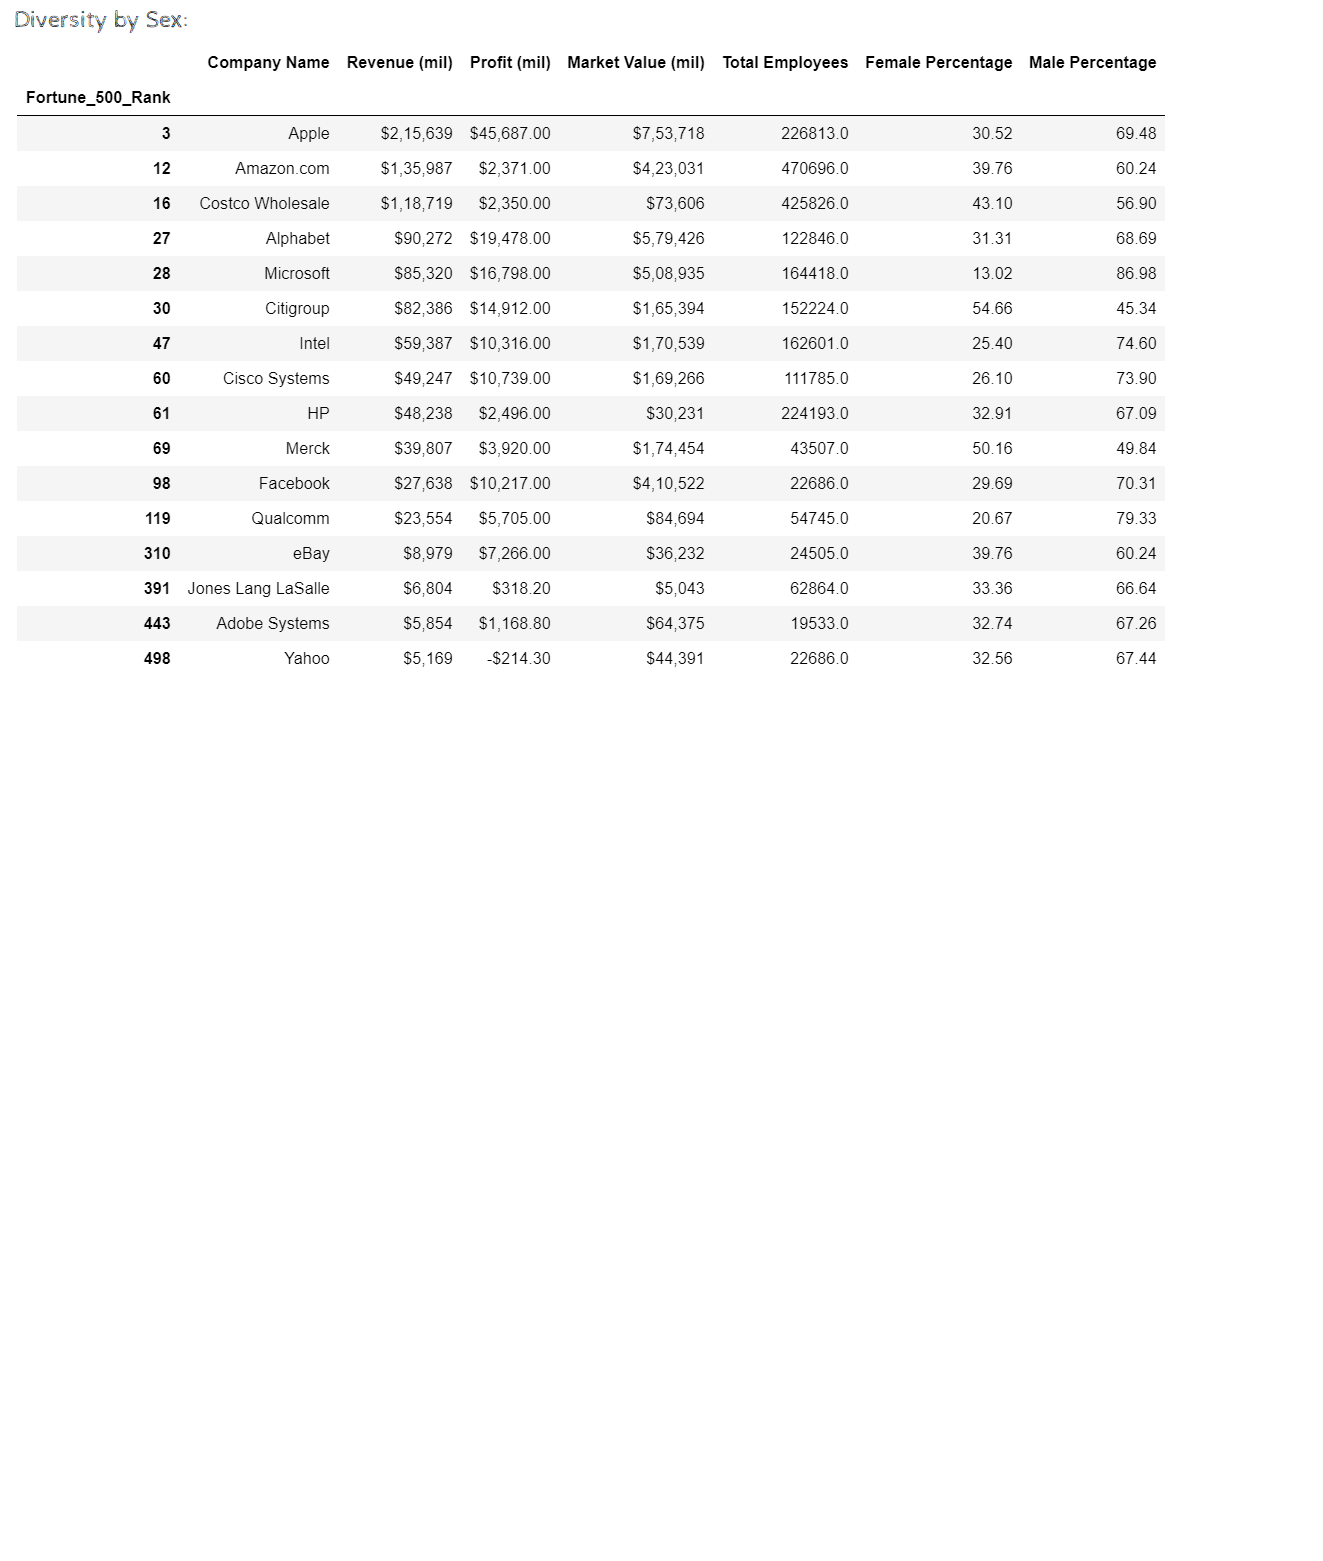 Diversity by Sex:
Company Name Revenue (mil) Profit (mil) Market Value (mil) Total Employees Female Percentage Male Percentage
Fortune_500_Rank
3 Apple $2,15,639 $45,687.00 $7,53,718 226813.0 30.52 69.48
12 Amazon.com $1,35,987 $2,371.00 $4,23,031 470696.0 39.76 60.24
16 Costco Wholesale $1,18,719 $2,350.00 $73,606 425826.0 43.10 56.90
27 Alphabet $90,272 $19,478.00 $5,79,426 122846.0 31.31 68.69
28 Microsoft $85,320 $16,798.00 $5,08,935 164418.0 13.02 86.98
30 Citigroup $82,386 $14,912.00 $1,65,394 152224.0 54.66 45.34
47 Intel $59,387 $10,316.00 $1,70,539 162601.0 25.40 74.60
60 Cisco Systems $49,247 $10,739.00 $1,69,266 111785.0 26.10 73.90
61 HP $48,238 $2,496.00 $30,231 224193.0 32.91 67.09
69 Merck $39,807 $3,920.00 $1,74,454 43507.0 50.16 49.84
98 Facebook $27,638 $10,217.00 $4,10,522 22686.0 29.69 70.31
119 Qualcomm $23,554 $5,705.00 $84,694 54745.0 20.67 79.33
310 eBay $8,979 $7,266.00 $36,232 24505.0 39.76 60.24
391 Jones Lang LaSalle $6,804 $318.20 $5,043 62864.0 33.36 66.64
443 Adobe Systems $5,854 $1,168.80 $64,375 19533.0 32.74 67.26
498 Yahoo $5,169 -$214.30 $44,391 22686.0 32.56 67.44